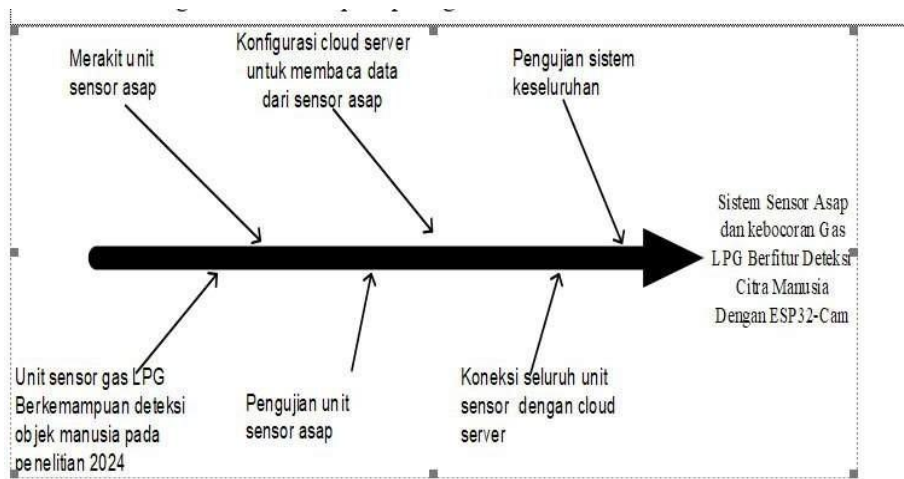 Merakit unit
sensor asap
Konfigurasi cloud server
untuk membaca data
dari sensor asap
Pengujian sistem
keseluruhan
Sistem Sensor Asap
dan kebocoran Gas
LPG Berfitur Deteksi
Citra Manusia
Dengan ESP32-Cam
Unit sensor gas LPG
Berkemampuan deteksi
objek manusia pada
penelitian 2024
Pengujian unit
sensor asap
Koneksi seluruh unit
sensor dengan cloud
server